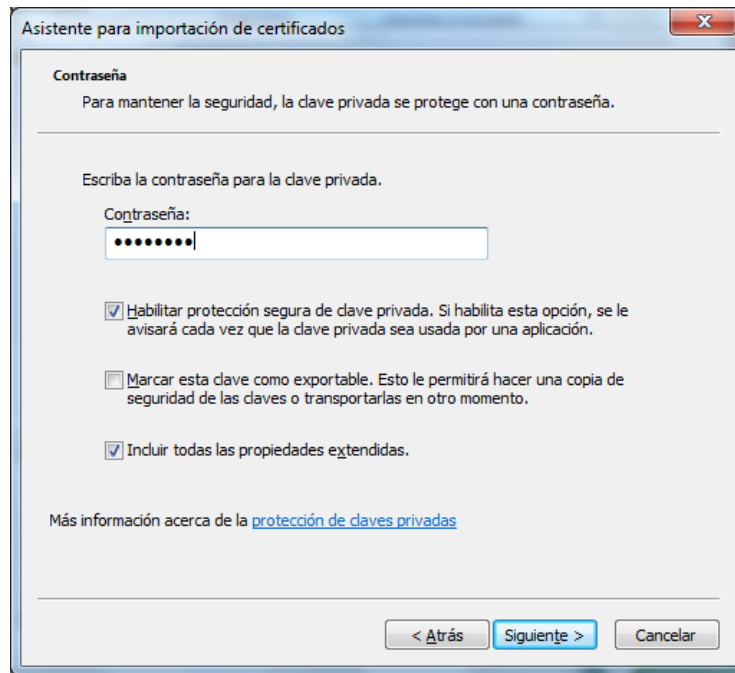 Asistente para importación de certificados
Contraseña
Para mantener la seguridad, la clave privada se protege con una contraseña.
Escriba la contraseña para la clave privada.
Contraseña:
••••••••
Habilitar protección segura de clave privada. Si habilita esta opción, se le
avisará cada vez que la clave privada sea usada por una aplicación.
Marcar esta clave como exportable. Esto le permitirá hacer una copia de
seguridad de las claves o transportarlas en otro momento.
Incluir todas las propiedades extendidas.
Más información acerca de la protección de claves privadas
< Atrás Siguiente > Cancelar